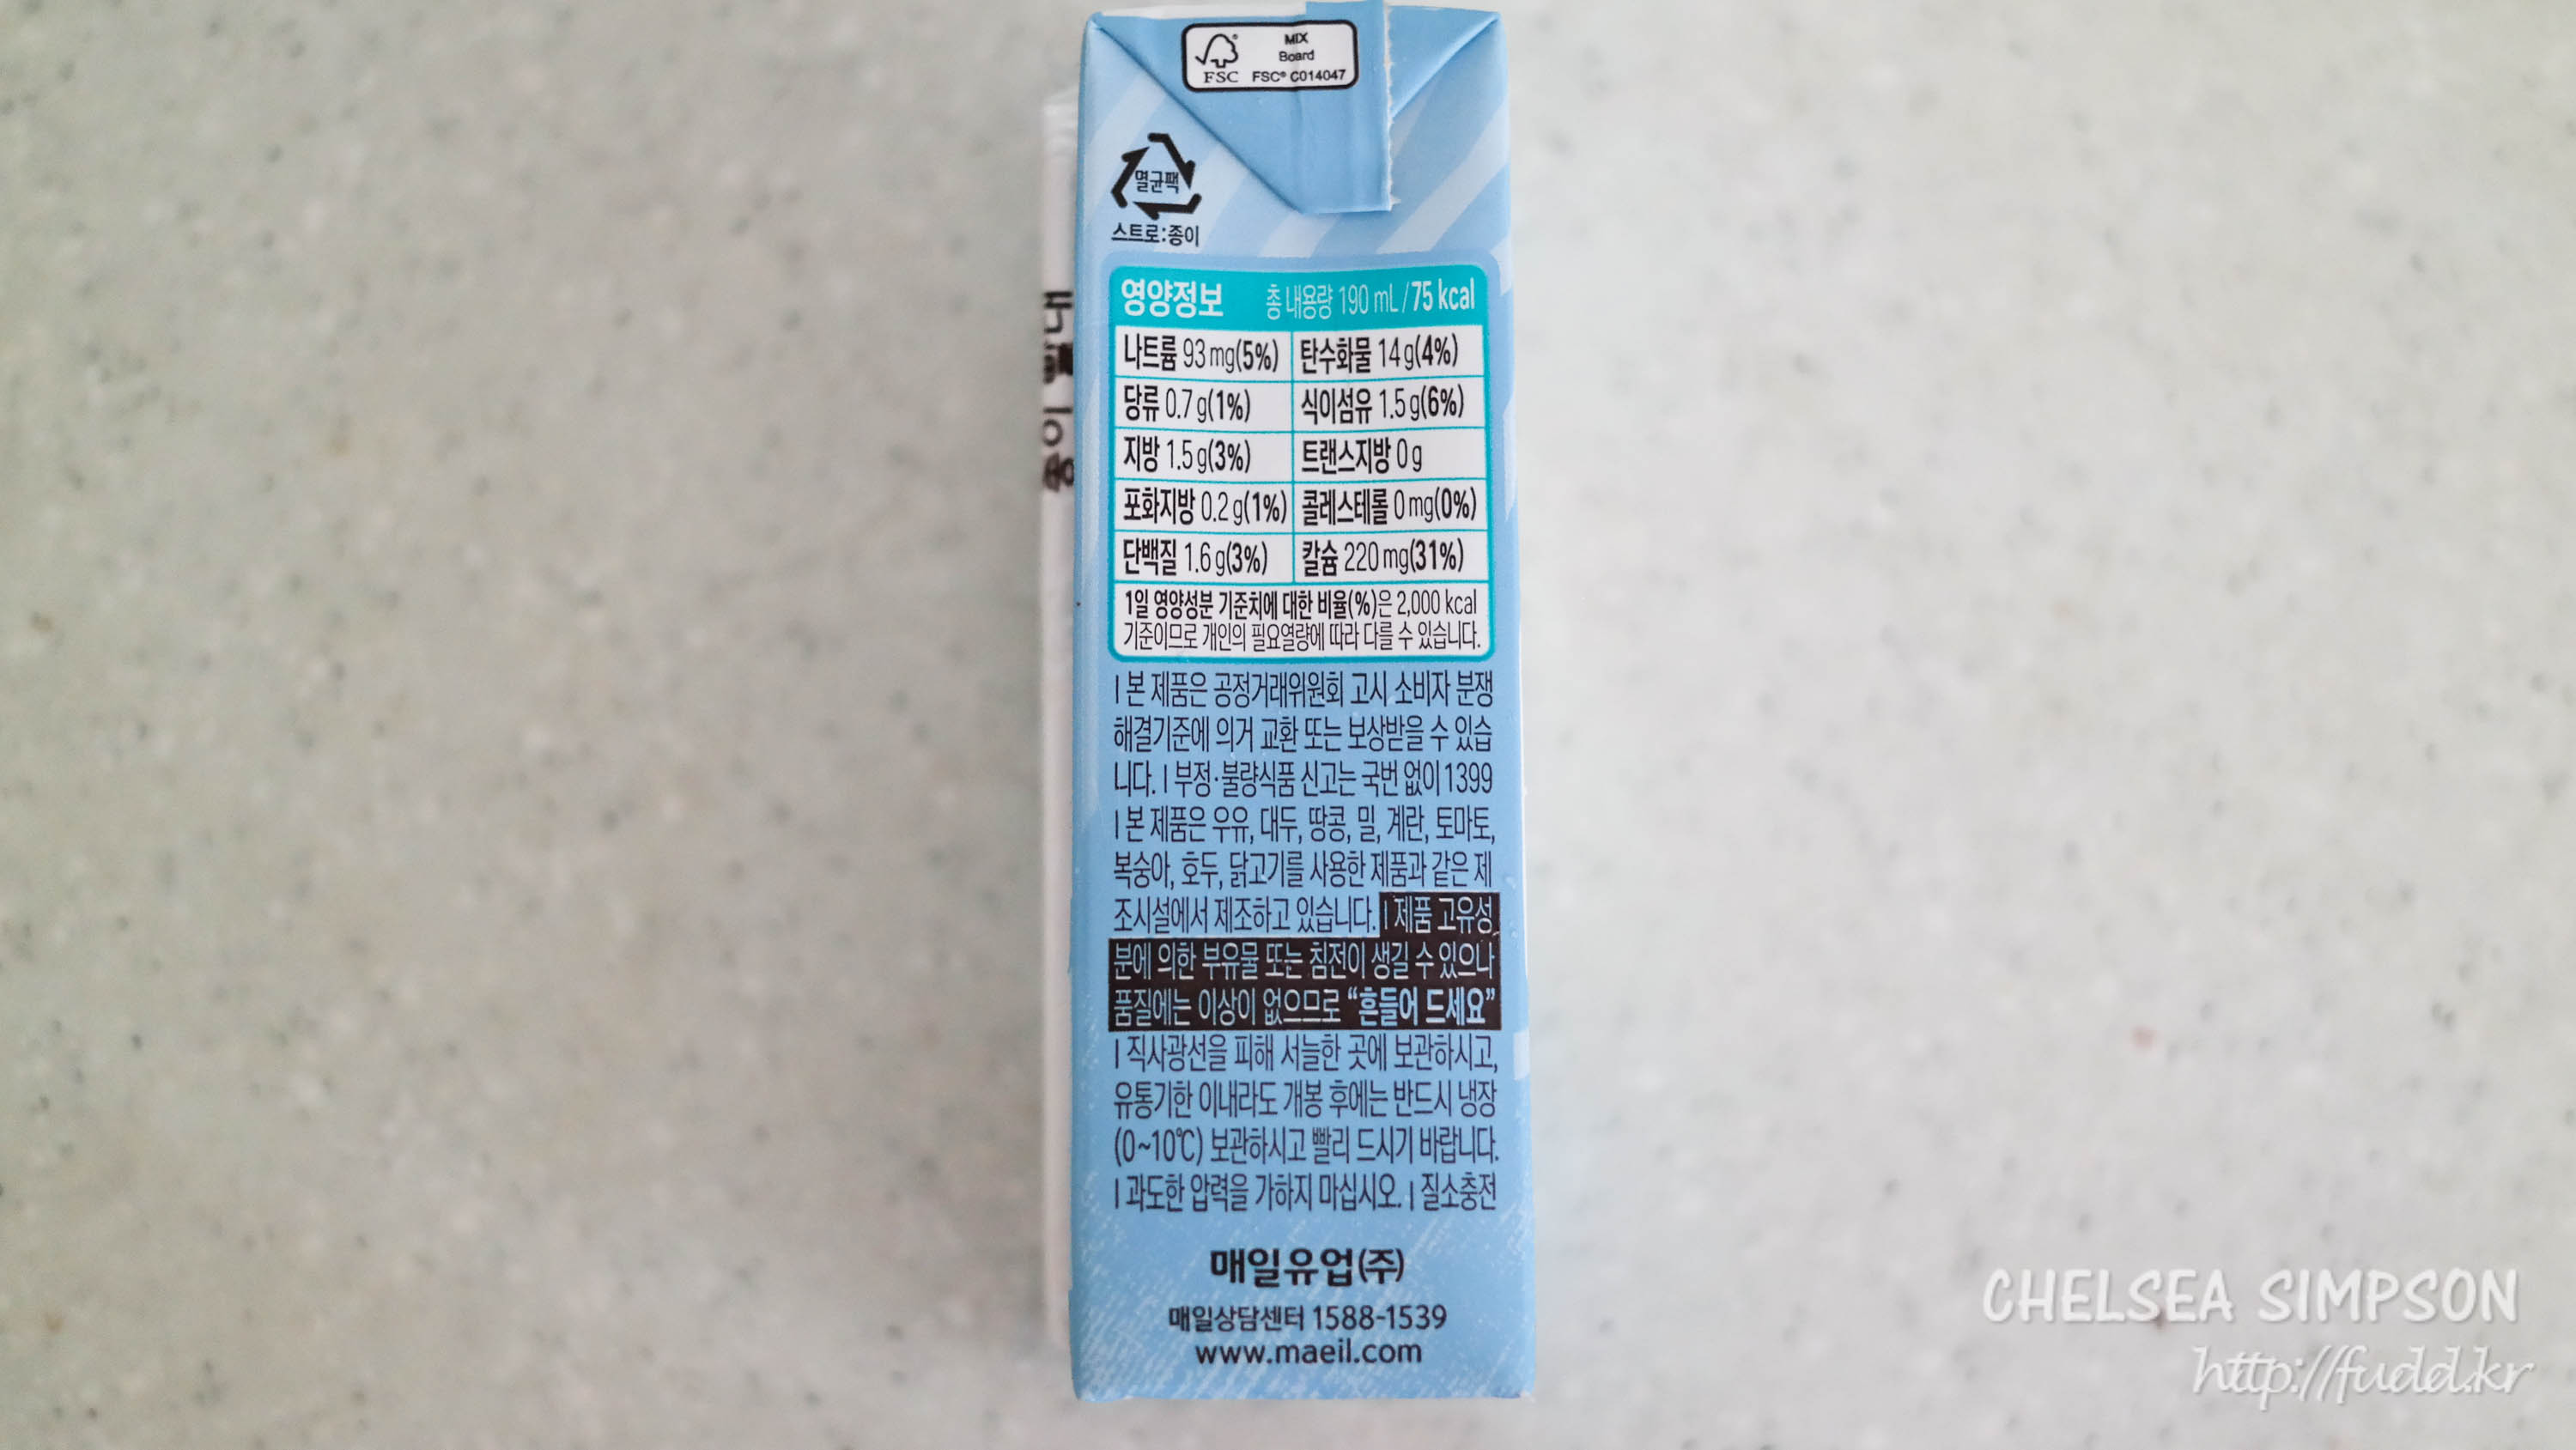 MIX
Board
FSC FSC® C014047
멸균팩
스트로:종이
영양정보 총 내용량 190 mL/75 kcal
나트륨 93 mg(5%) 탄수화물 14 g(4%)
당류 0.7 g(1%) 식이섬유 1.5 g(6%)
지방 1.5 g(3%) 트랜스지방 0 g
포화지방 0.2 g(1%) 콜레스테롤 0 mg(0%)
단백질 1.6 g(3%) 칼슘 220 mg(31%)
1일 영양성분 기준치에 대한 비율(%)은 2,000 kcal
기준이므로 개인의 필요열량에 따라 다를 수 있습니다.
| 본 제품은 공정거래위원회 고시 소비자 분쟁
해결기준에 의거 교환 또는 보상받을 수 있습
니다. | 부정·불량식품 신고는 국번 없이 1399
| 본 제품은 우유, 대두, 땅콩, 밀, 계란, 토마토,
복숭아, 호두, 닭고기를 사용한 제품과 같은 제
조시설에서 제조하고 있습니다. | 제품 고유성
분에 의한 부유물 또는 침전이 생길 수 있으나
품질에는 이상이 없으므로 “흔들어 드세요”
| 직사광선을 피해 서늘한 곳에 보관하시고,
유통기한 이내라도 개봉 후에는 반드시 냉장
(0~10℃) 보관하시고 빨리 드시기 바랍니다.
| 과도한 압력을 가하지 마십시오. | 질소충전
매일유업(주)
매일상담센터 1588-1539
www.maeil.com
CHELSEA SIMPSON
http://fudd.kr